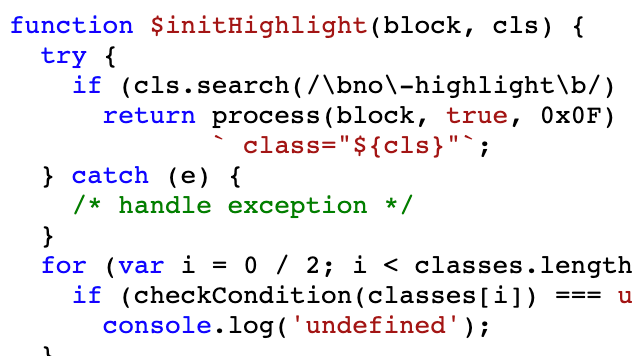 function $initHighlight(block, cls) {
  try {
    if (cls.search(/\bno\-highlight\b/)
      return process(block, true, 0x0F)
             ` class="${cls}"`;
  } catch (e) {
    /* handle exception */
  }
  for (var i = 0 / 2; i < classes.length
    if (checkCondition(classes[i]) === u
      console.log('undefined');
  }